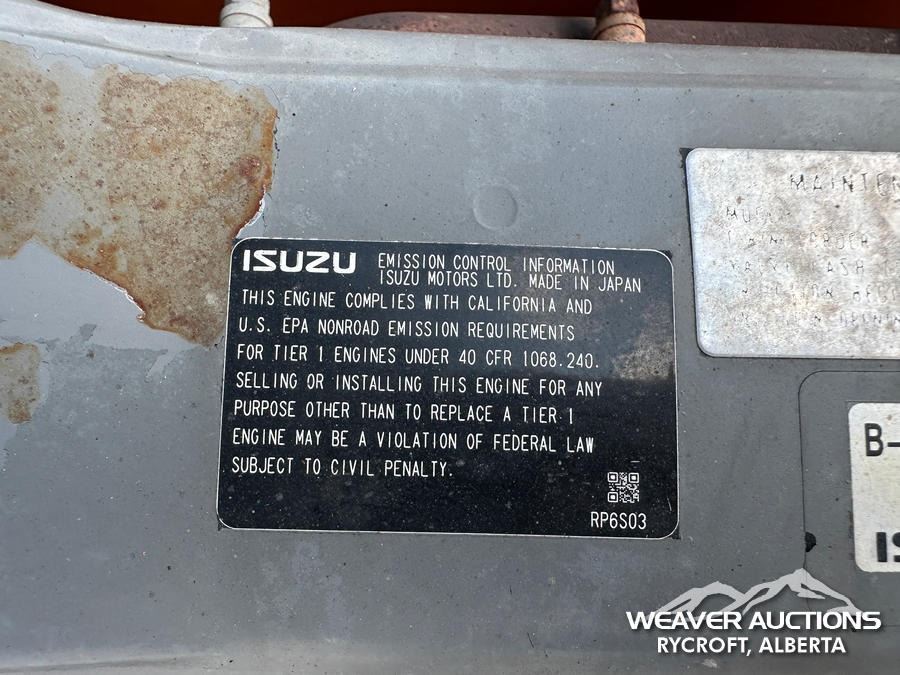 ISUZU EMISSION CONTROL INFORMATION
ISUZU MOTORS LTD. MADE IN JAPAN
THIS ENGINE COMPLIES WITH CALIFORNIA AND
U.S. EPA NONROAD EMISSION REQUIREMENTS
FOR TIER 1 ENGINES UNDER 40 CFR 1068.240.
SELLING OR INSTALLING THIS ENGINE FOR ANY
PURPOSE OTHER THAN TO REPLACE A TIER 1
ENGINE MAY BE A VIOLATION OF FEDERAL LAW
SUBJECT TO CIVIL PENALTY.
RP6S03
MAINTEN
B-
IS
WEAVER AUCTIONS
RYCROFT, ALBERTA